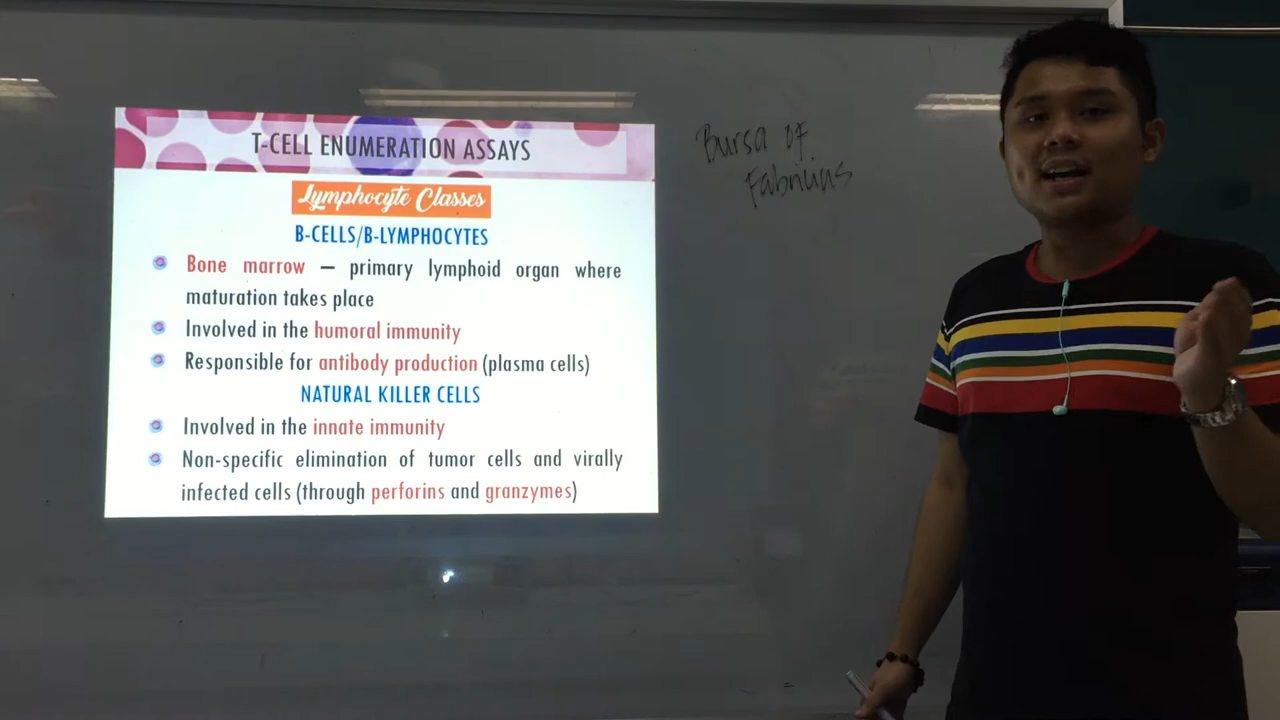 T-CELL ENUMERATION ASSAYS
Lymphocyte Classes
B-CELLS/B-LYMPHOCYTES
Bone marrow – primary lymphoid organ where
maturation takes place
Involved in the humoral immunity
Responsible for antibody production (plasma cells)
NATURAL KILLER CELLS
Involved in the innate immunity
Non-specific elimination of tumor cells and virally
infected cells (through perforins and granzymes)
Bursa of
Fabricius